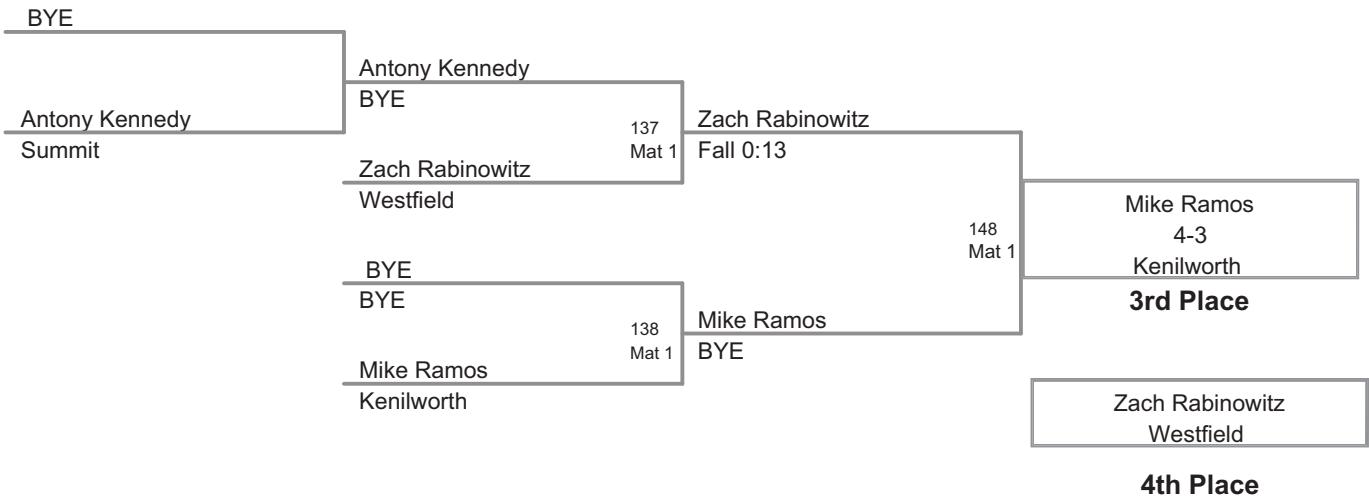 BYE
Antony Kennedy
Summit
Antony Kennedy
BYE
137
Mat 1
Zach Rabinowitz
Westfield
Zach Rabinowitz
Fall 0:13
BYE
BYE
138
Mat 1
Mike Ramos
Kenilworth
Mike Ramos
BYE
148
Mat 1
Mike Ramos
4-3
Kenilworth
3rd Place
Zach Rabinowitz
Westfield
4th Place